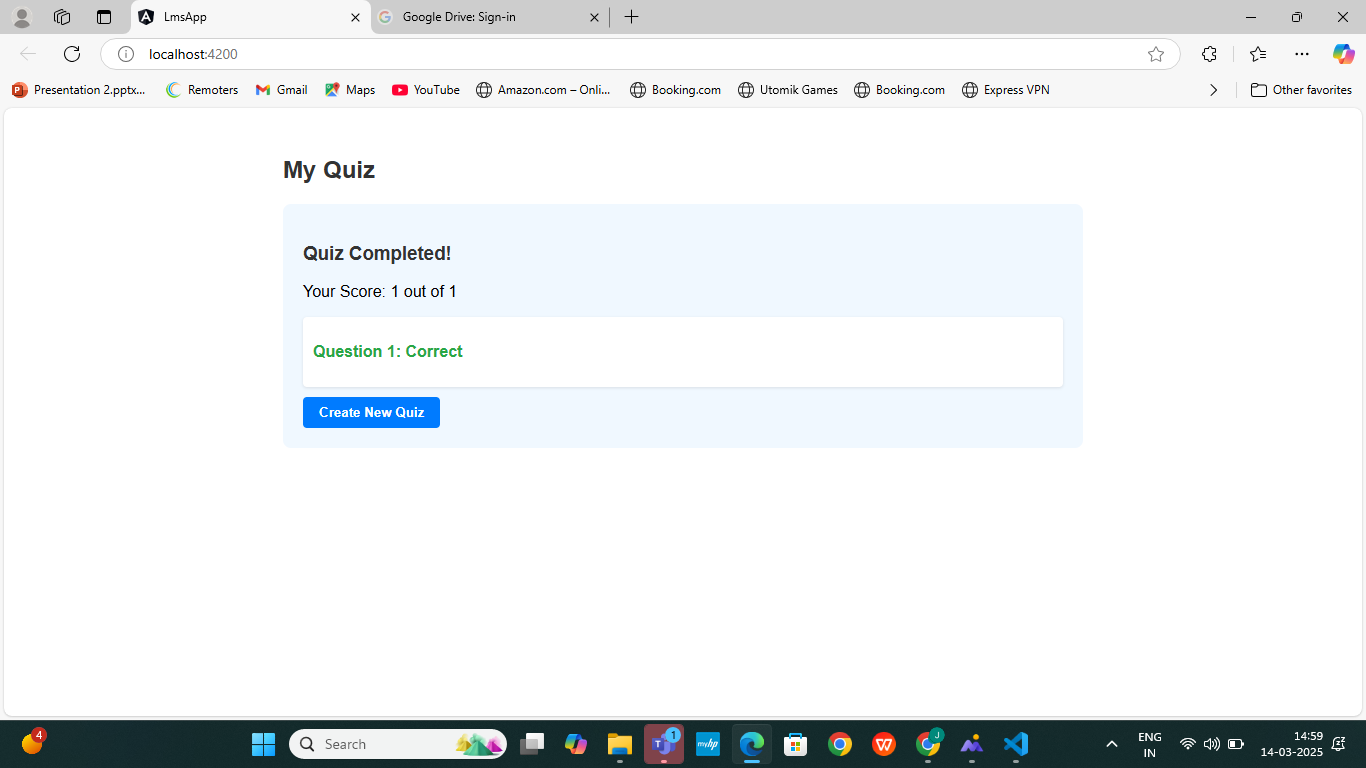 LmsApp
Google Drive: Sign-in
localhost:4200
Presentation 2.pptx...
Remoters
Gmail
Maps
YouTube
Amazon.com – Onli...
Booking.com
Utomik Games
Booking.com
Express VPN
Other favorites
My Quiz
Quiz Completed!
Your Score: 1 out of 1
Question 1: Correct
Create New Quiz
4
Search
1
myhp
W
J
ENG
IN
14:59
14-03-2025